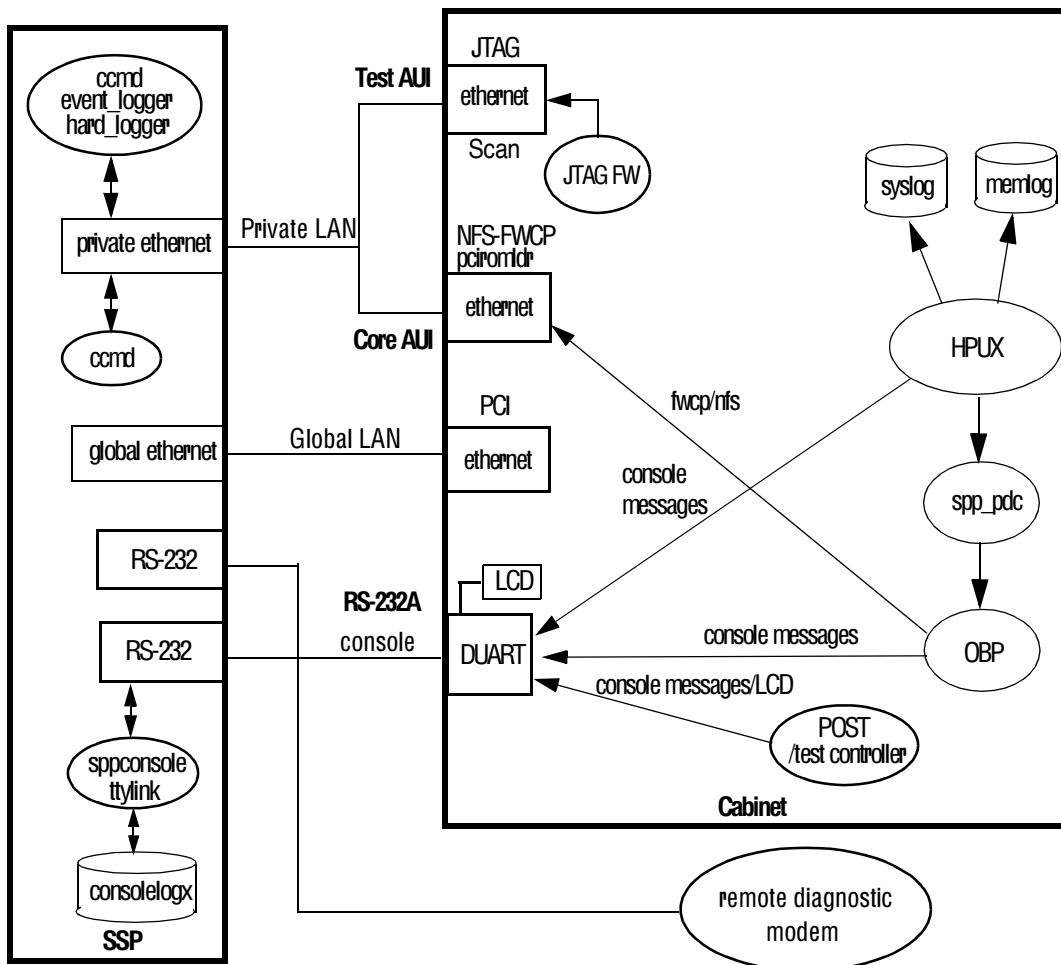 ccmd
event_logger
hard_logger
private ethernet
ccmd
global ethernet
RS-232
RS-232
sppconsole
ttylink
consolelogx
SSP
Test AUI
Private LAN
Core AUI
Global LAN
RS-232A
console
JTAG
ethernet
Scan
JTAG FW
NFS-FWCP
pciromldr
ethernet
PCI
ethernet
LCD
DUART
syslog
memlog
HPUX
fwcp/nfs
console
messages
spp_pdc
console messages
OBP
console messages/LCD
POST
/test controller
Cabinet
remote diagnostic
modem